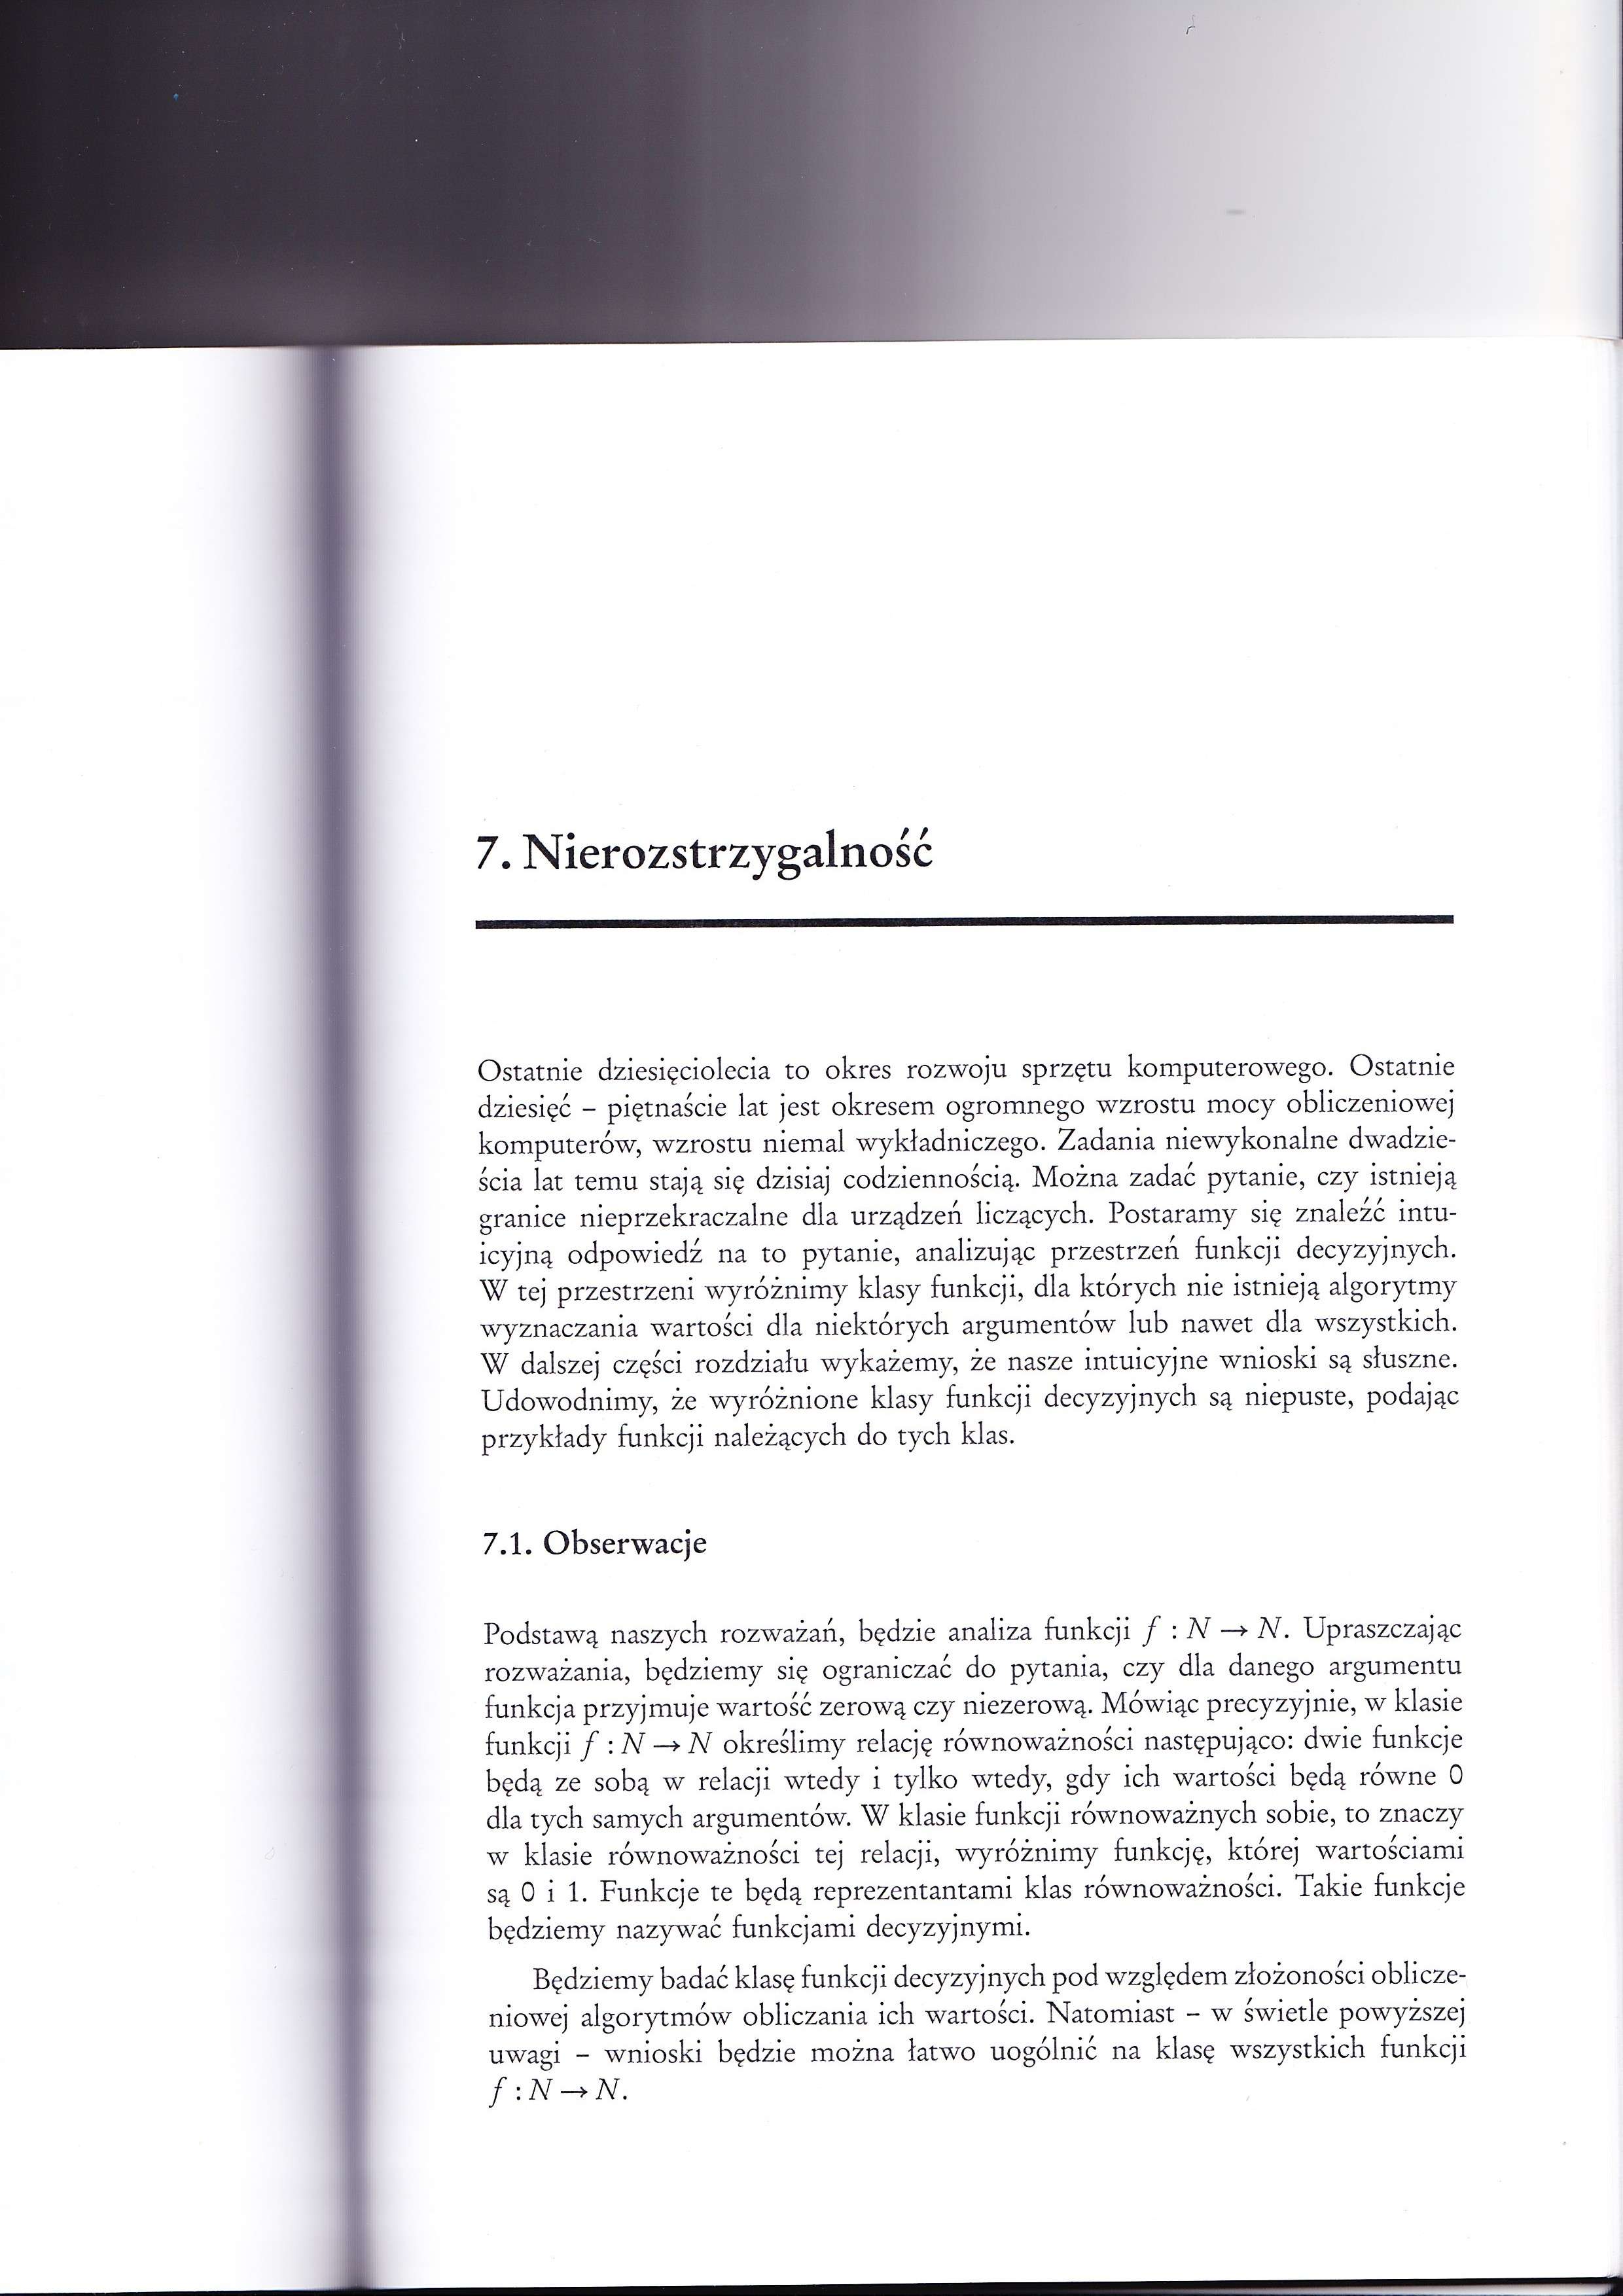 7. Nierozstrzygalność
Ostatnie dziesięciolecia to okres rozwoju sprzętu komputerowego. Ostatnie
dziesięć – piętnaście lat jest okresem ogromnego wzrostu mocy obliczeniowej
komputerów, wzrostu niemal wykładniczego. Zadania niewykonalne dwadzie-
ścia lat temu stają się dzisiaj codziennością. Można zadać pytanie, czy istnieją
granice nieprzekraczalne dla urządzeń liczących. Postaramy się znaleźć intu-
icyjną odpowiedź na to pytanie, analizując przestrzeń funkcji decyzyjnych.
W tej przestrzeni wyróżnimy klasy funkcji, dla których nie istnieją algorytmy
wyznaczania wartości dla niektórych argumentów lub nawet dla wszystkich.
W dalszej części rozdziału wykażemy, że nasze intuicyjne wnioski są słuszne.
Udowodnimy, że wyróżnione klasy funkcji decyzyjnych są niepuste, podając
przykłady funkcji należących do tych klas.
7.1. Obserwacje
Podstawą naszych rozważań, będzie analiza funkcji f : N → N. Upraszczając
rozważania, będziemy się ograniczać do pytania, czy dla danego argumentu
funkcja przyjmuje wartość zerową czy niezerową. Mówiąc precyzyjnie, w klasie
funkcji f : N → N określimy relację równoważności następująco: dwie funkcje
będą ze sobą w relacji wtedy i tylko wtedy, gdy ich wartości będą równe 0
dla tych samych argumentów. W klasie funkcji równoważnych sobie, to znaczy
w klasie równoważności tej relacji, wyróżnimy funkcję, której wartościami
są 0 i 1. Funkcje te będą reprezentantami klas równoważności. Takie funkcje
będziemy nazywać funkcjami decyzyjnymi.
Będziemy badać klasę funkcji decyzyjnych pod względem złożoności oblicze-
niowej algorytmów obliczania ich wartości. Natomiast – w świetle powyższej
uwagi – wnioski będzie można łatwo uogólnić na klasę wszystkich funkcji
f : N → N.